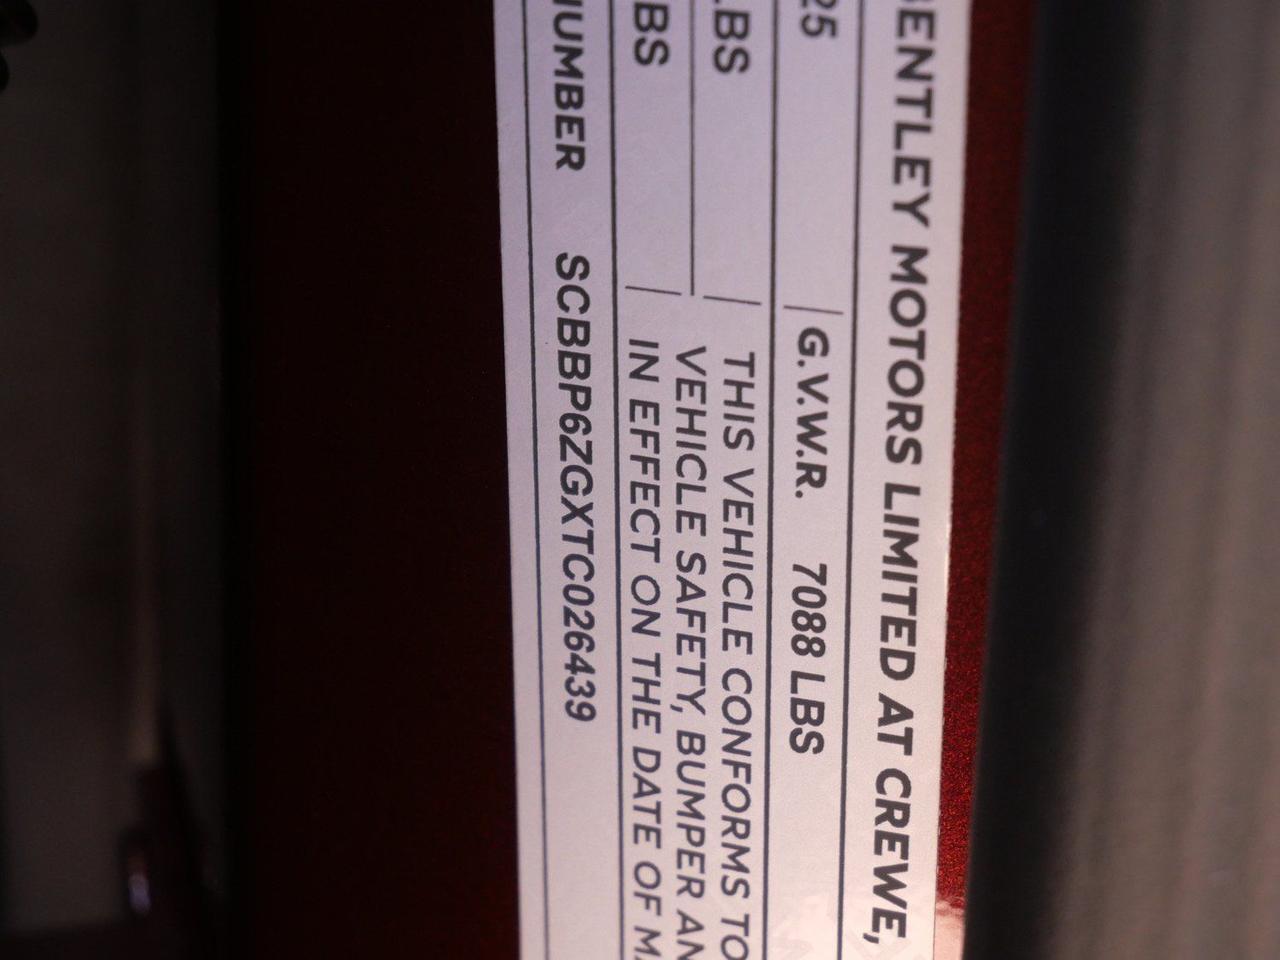 BENTLEY MOTORS LIMITED AT CREWE,
25 G.V.W.R. 7088 LBS
LBS THIS VEHICLE CONFORMS TO
VEHICLE SAFETY, BUMPER AN
BS IN EFFECT ON THE DATE OF M
NUMBER SCBBP6ZGXTC026439